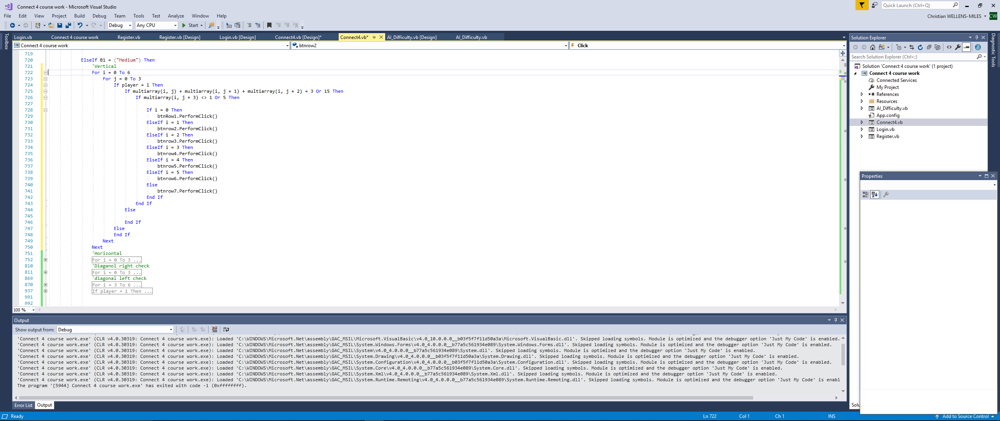 Connect 4 course work - Microsoft Visual Studio
Quick Launch (Ctrl+Q)
File Edit View Project Build Debug Team Tools Test Analyze Window Help
Christian WELLENS-MILES CW
Debug Any CPU Start
Toolbox
Login.vb Connect 4 course work Register.vb Register.vb [Design] Login.vb [Design] Connect4.vb [Design]* Connect4.vb* AI_Difficulty.vb [Design] AI_Difficulty.vb
VB Connect 4 course work btnrow2 Click
719
720 ElseIf B1 = ("Medium") Then
721 'Vertical
722 For i = 0 To 6
723 For j = 0 To 3
724 If player = 1 Then
725 If multiarray(i, j) + multiarray(i, j + 1) + multiarray(i, j + 2) = 3 Or 15 Then
726 If multiarray(i, j + 3) <> 1 Or 5 Then
727
728 If i = 0 Then
729 btnRow1.PerformClick()
730 ElseIf i = 1 Then
731 btnrow2.PerformClick()
732 ElseIf i = 2 Then
733 btnrow3.PerformClick()
734 ElseIf i = 3 Then
735 btnrow4.PerformClick()
736 ElseIf i = 4 Then
737 btnrow5.PerformClick()
738 ElseIf i = 5 Then
739 btnrow6.PerformClick()
740 Else
741 btnrow7.PerformClick()
742 End If
743 End If
744 Else
745
746 End If
747 Else
748 End If
749 Next
750 Next
751 'Horizontal
752 For i = 0 To 3 ...
810 'Diaganol right check
811 For i = 0 To 3 ...
869 'diagonal left check
870 For i = 3 To 6 ...
937 If player = 1 Then ...
991
992
100 %
Output
Show output from: Debug
'Connect 4 course work.exe' (CLR v4.0.30319: Connect 4 course work.exe): Loaded 'C:\WINDOWS\Microsoft.Net\assembly\GAC_MSIL\Microsoft.VisualBasic\v4.0_10.0.0.0__b03f5f7f11d50a3a\Microsoft.VisualBasic.dll'. Skipped loading symbols. Module is optimized and the debugger option 'Just My Code' is enabled.
'Connect 4 course work.exe' (CLR v4.0.30319: Connect 4 course work.exe): Loaded 'C:\WINDOWS\Microsoft.Net\assembly\GAC_MSIL\System.Windows.Forms\v4.0_4.0.0.0__b77a5c561934e089\System.Windows.Forms.dll'. Skipped loading symbols. Module is optimized and the debugger option 'Just My Code' is enabled.
'Connect 4 course work.exe' (CLR v4.0.30319: Connect 4 course work.exe): Loaded 'C:\WINDOWS\Microsoft.Net\assembly\GAC_MSIL\System\v4.0_4.0.0.0__b77a5c561934e089\System.dll'. Skipped loading symbols. Module is optimized and the debugger option 'Just My Code' is enabled.
'Connect 4 course work.exe' (CLR v4.0.30319: Connect 4 course work.exe): Loaded 'C:\WINDOWS\Microsoft.Net\assembly\GAC_MSIL\System.Drawing\v4.0_4.0.0.0__b03f5f7f11d50a3a\System.Drawing.dll'. Skipped loading symbols. Module is optimized and the debugger option 'Just My Code' is enabled.
'Connect 4 course work.exe' (CLR v4.0.30319: Connect 4 course work.exe): Loaded 'C:\WINDOWS\Microsoft.Net\assembly\GAC_MSIL\System.Configuration\v4.0_4.0.0.0__b03f5f7f11d50a3a\System.Configuration.dll'. Skipped loading symbols. Module is optimized and the debugger option 'Just My Code' is enabled.
'Connect 4 course work.exe' (CLR v4.0.30319: Connect 4 course work.exe): Loaded 'C:\WINDOWS\Microsoft.Net\assembly\GAC_MSIL\System.Core\v4.0_4.0.0.0__b77a5c561934e089\System.Core.dll'. Skipped loading symbols. Module is optimized and the debugger option 'Just My Code' is enabled.
'Connect 4 course work.exe' (CLR v4.0.30319: Connect 4 course work.exe): Loaded 'C:\WINDOWS\Microsoft.Net\assembly\GAC_MSIL\System.Xml\v4.0_4.0.0.0__b77a5c561934e089\System.Xml.dll'. Skipped loading symbols. Module is optimized and the debugger option 'Just My Code' is enabled.
'Connect 4 course work.exe' (CLR v4.0.30319: Connect 4 course work.exe): Loaded 'C:\WINDOWS\Microsoft.Net\assembly\GAC_MSIL\System.Runtime.Remoting\v4.0_4.0.0.0__b77a5c561934e089\System.Runtime.Remoting.dll'. Skipped loading symbols. Module is optimized and the debugger option 'Just My Code' is enabl
The program '[5944] Connect 4 course work.exe' has exited with code -1 (0xffffffff).
Error List Output
Solution Explorer
Search Solution Explorer (Ctrl+;)
Solution 'Connect 4 course work' (1 project)
VB Connect 4 course work
Connected Services
My Project
References
Resources
AI_Difficulty.vb
App.config
Connect4.vb
Login.vb
Register.vb
Diagnostic Tools
Properties
Solu
Ready Ln 722 Col 1 Ch 1 INS Add to Source Control